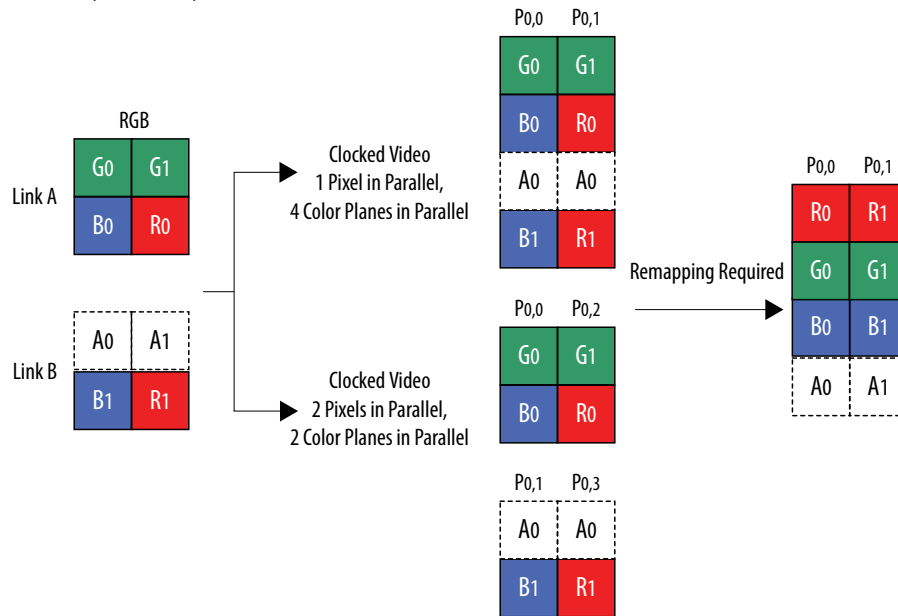 P0,0 P0,1
G0 G1
B0 R0
A0 A0
B1 R1
RGB
Link A
G0 G1
B0 R0
Link B
A0 A1
B1 R1
Clocked Video
1 Pixel in Parallel,
4 Color Planes in Parallel
Clocked Video
2 Pixels in Parallel,
2 Color Planes in Parallel
P0,0 P0,2
G0 G1
B0 R0
P0,1 P0,3
A0 A0
B1 R1
Remapping Required
P0,0 P0,1
R0 R1
G0 G1
B0 B1
A0 A1